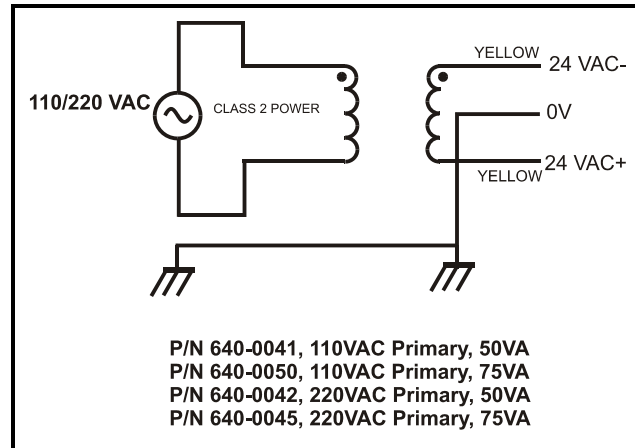 YELLOW 24 VAC-
110/220 VAC CLASS 2 POWER 0V
24 VAC+
YELLOW
P/N 640-0041, 110VAC Primary, 50VA
P/N 640-0050, 110VAC Primary, 75VA
P/N 640-0042, 220VAC Primary, 50VA
P/N 640-0045, 220VAC Primary, 75VA